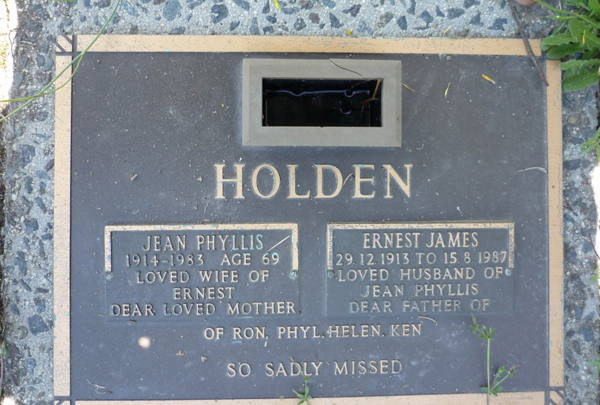 HOLDEN
JEAN PHYLLIS
1914-1983 AGE 69
LOVED WIFE OF
ERNEST
DEAR LOVED MOTHER
ERNEST JAMES
29.12.1913 TO 15.8.1987
LOVED HUSBAND OF
JEAN PHYLLIS
DEAR FATHER OF
OF RON, PHYL. HELEN. KEN
SO SADLY MISSED